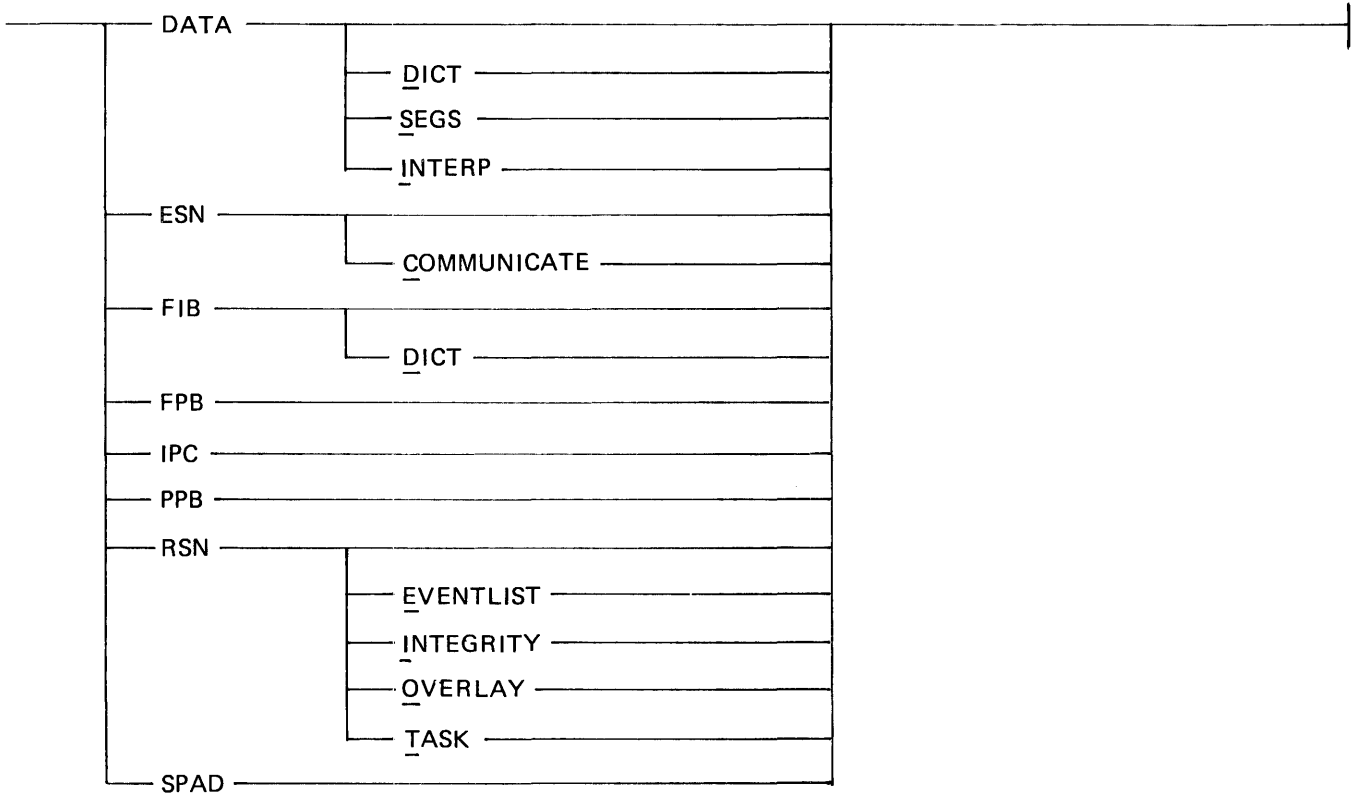 DATA
DICT
SEGS
INTERP
ESN
COMMUNICATE
FIB
DICT
FPB
IPC
PPB
RSN
EVENTLIST
INTEGRITY
OVERLAY
TASK
SPAD